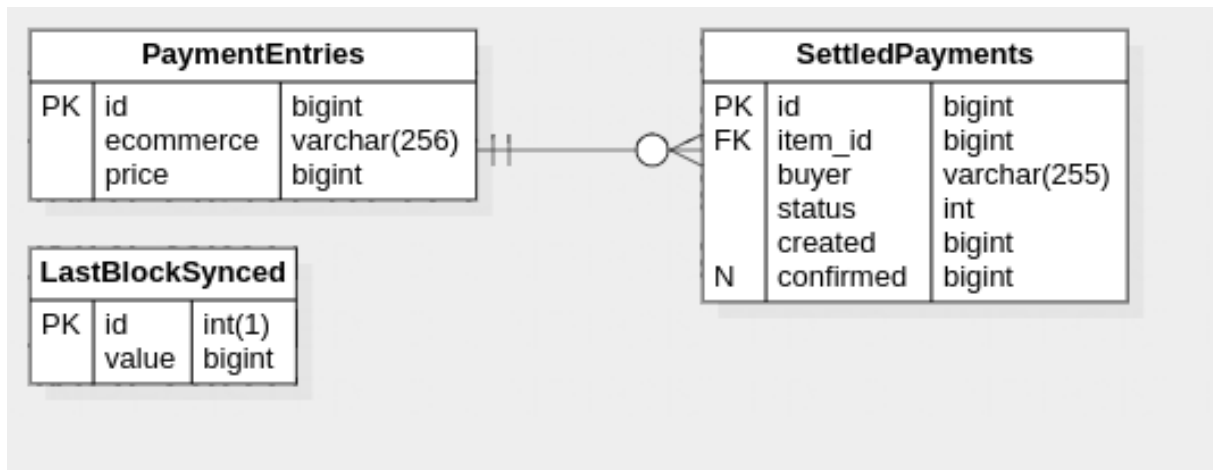 PaymentEntries
PK id bigint
ecommerce varchar(256)
price bigint
SettledPayments
PK id bigint
FK item_id bigint
buyer varchar(255)
status int
created bigint
N confirmed bigint
LastBlockSynced
PK id int(1)
value bigint